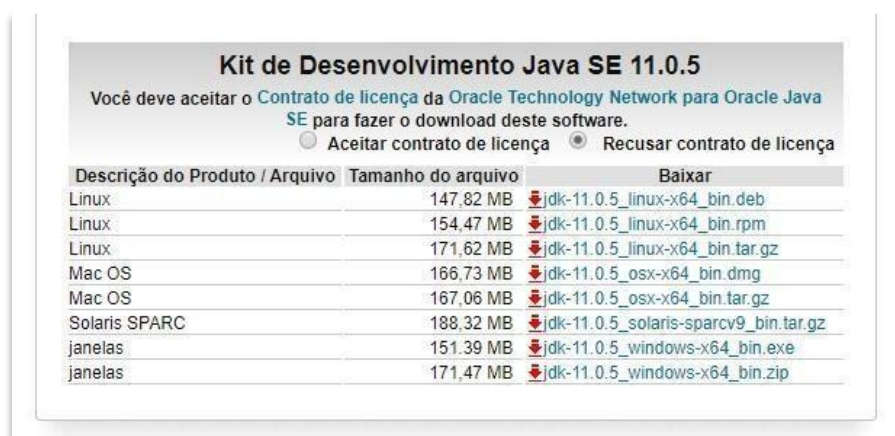 Kit de Desenvolvimento Java SE 11.0.5
Você deve aceitar o Contrato de licença da Oracle Technology Network para Oracle Java
SE para fazer o download deste software.
Aceitar contrato de licença Recusar contrato de licença
Descrição do Produto / Arquivo Tamanho do arquivo Baixar
Linux 147,82 MB jdk-11.0.5_linux-x64_bin.deb
Linux 154,47 MB jdk-11.0.5_linux-x64_bin.rpm
Linux 171,62 MB jdk-11.0.5_linux-x64_bin.tar.gz
Mac OS 166,73 MB jdk-11.0.5_osx-x64_bin.dmg
Mac OS 167,06 MB jdk-11.0.5_osx-x64_bin.tar.gz
Solaris SPARC 188,32 MB jdk-11.0.5_solaris-sparcv9_bin.tar.gz
janelas 151.39 MB jdk-11.0.5_windows-x64_bin.exe
janelas 171,47 MB jdk-11.0.5_windows-x64_bin.zip